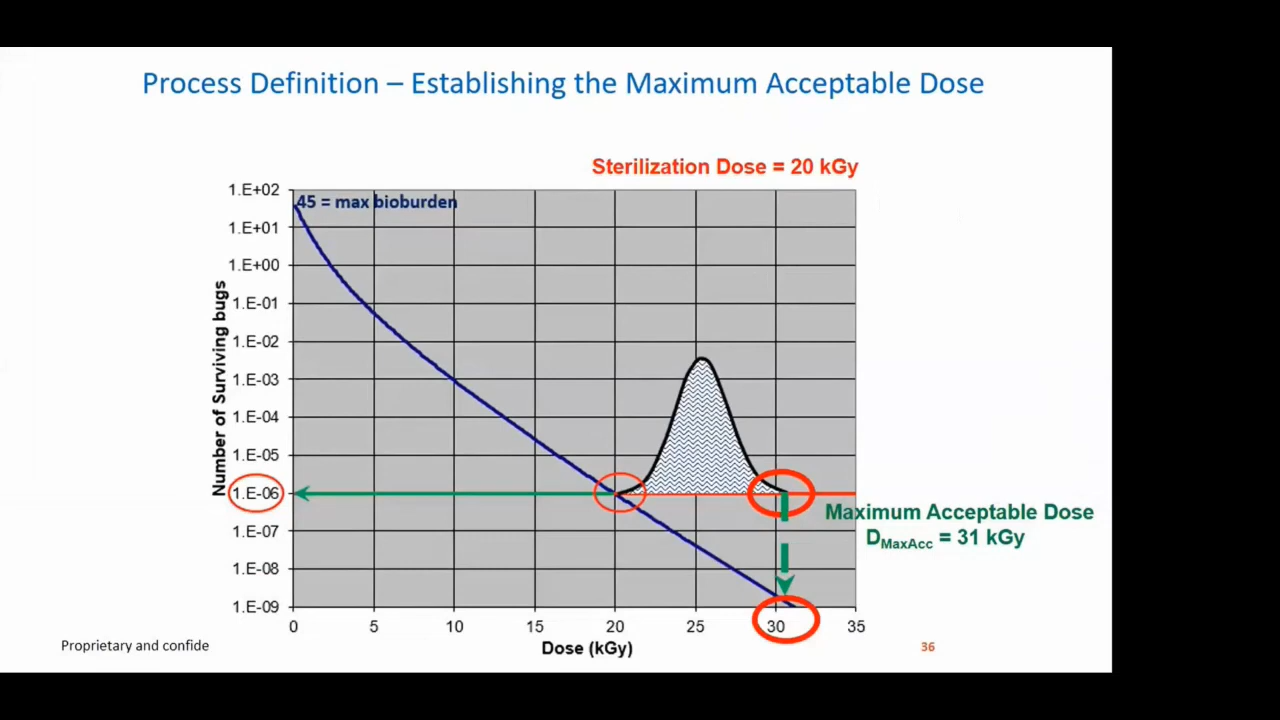 Process Definition – Establishing the Maximum Acceptable Dose
Sterilization Dose = 20 kGy
1.E+02
45 = max bioburden
1.E+01
1.E+00
1.E-01
1.E-02
1.E-03
1.E-04
1.E-05
1.E-06
1.E-07
1.E-08
1.E-09
Number of Surviving bugs
Maximum Acceptable Dose
DMaxAcc = 31 kGy
0 5 10 15 20 25 30 35
Dose (kGy)
Proprietary and confide
36